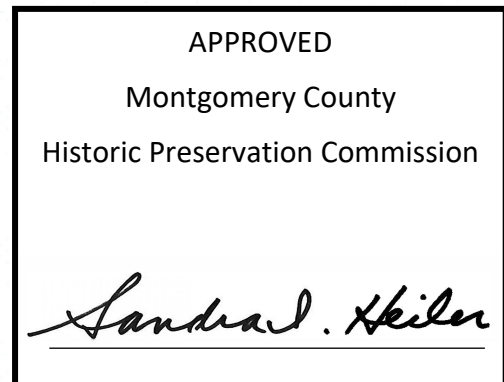 APPROVED
Montgomery County
Historic Preservation Commission
Sandra I. Heiler